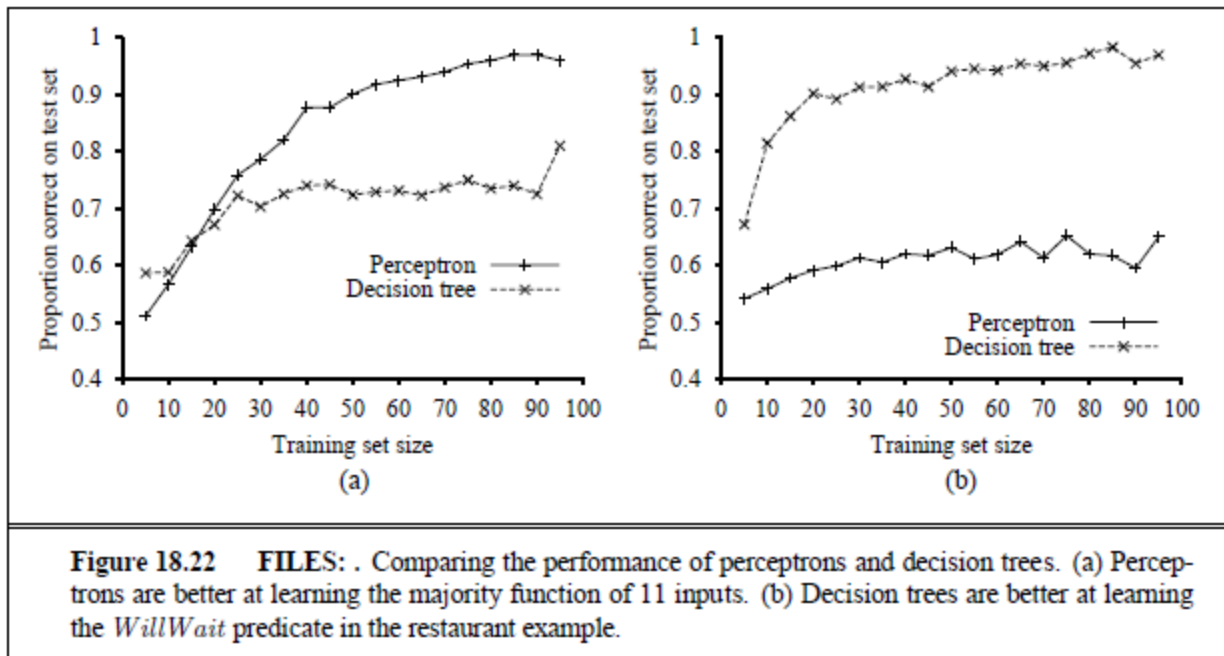 Proportion correct on test set
1
0.9
0.8
0.7
0.6
0.5
0.4
Perceptron
Decision tree
0 10 20 30 40 50 60 70 80 90 100
Training set size
(a)
Proportion correct on test set
1
0.9
0.8
0.7
0.6
0.5
0.4
Perceptron
Decision tree
0 10 20 30 40 50 60 70 80 90 100
Training set size
(b)
Figure 18.22 FILES: . Comparing the performance of perceptrons and decision trees. (a) Percep-
trons are better at learning the majority function of 11 inputs. (b) Decision trees are better at learning
the WillWait predicate in the restaurant example.